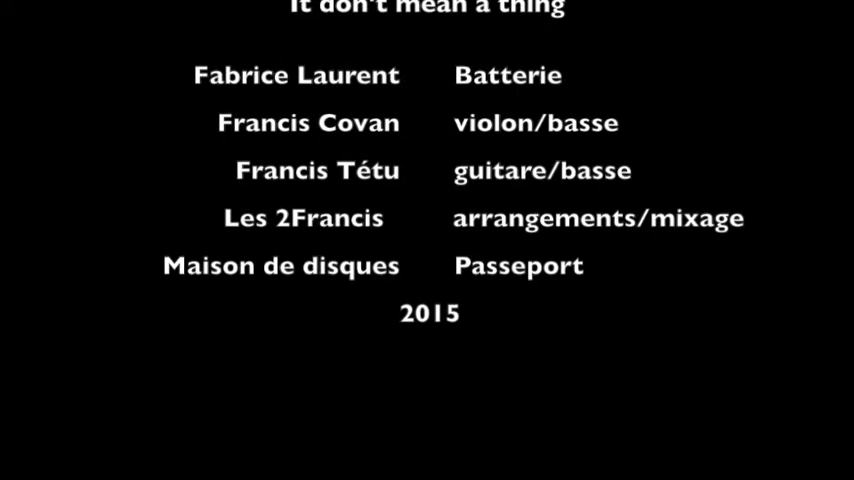 It don't mean a thing
Fabrice Laurent Batterie
Francis Covan violon/basse
Francis Tétu guitare/basse
Les 2Francis arrangements/mixage
Maison de disques Passeport
2015